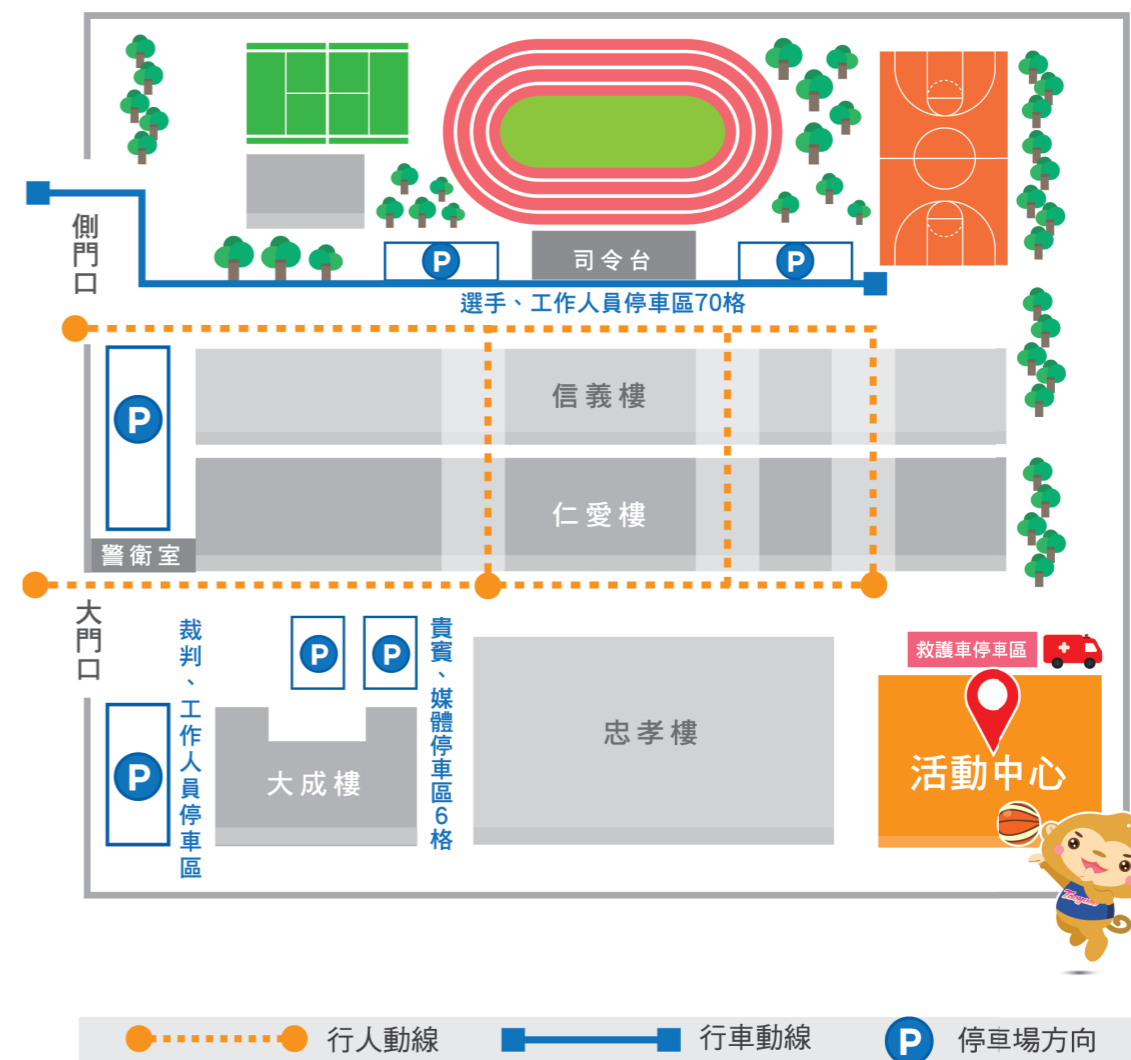 側門口
P
司令台
P
選手、工作人員停車區70格
P
信義樓
仁愛樓
警衛室
大門口
裁判、工作人員停車區
P
P
貴賓、媒體停車區6格
救護車停車區
忠孝樓
P
大成樓
活動中心
行人動線
行車動線
P
停車場方向